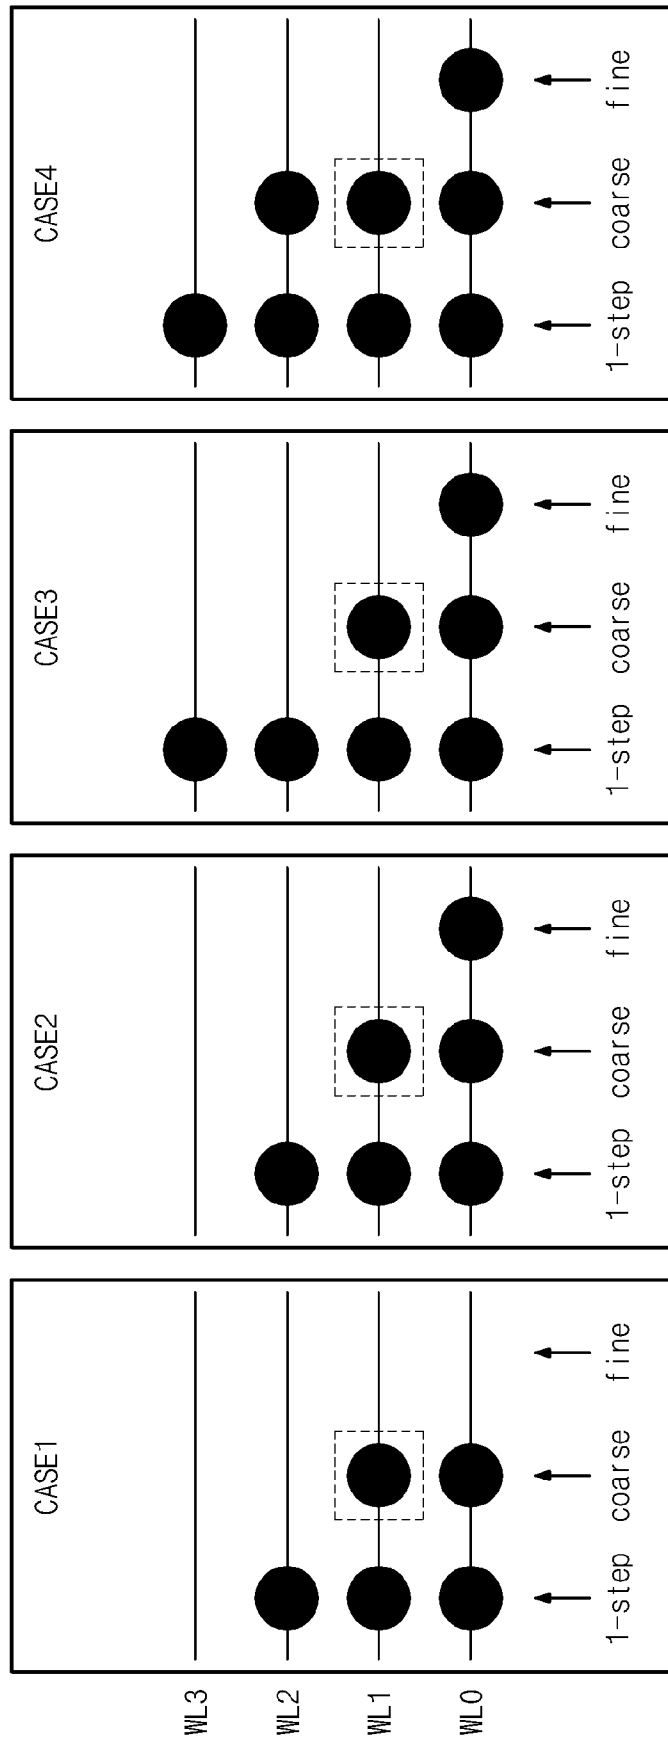 CASE1
CASE2
CASE3
CASE4
WL3
WL2
WL1
WL0
1-step coarse fine
1-step coarse fine
1-step coarse fine
1-step coarse fine